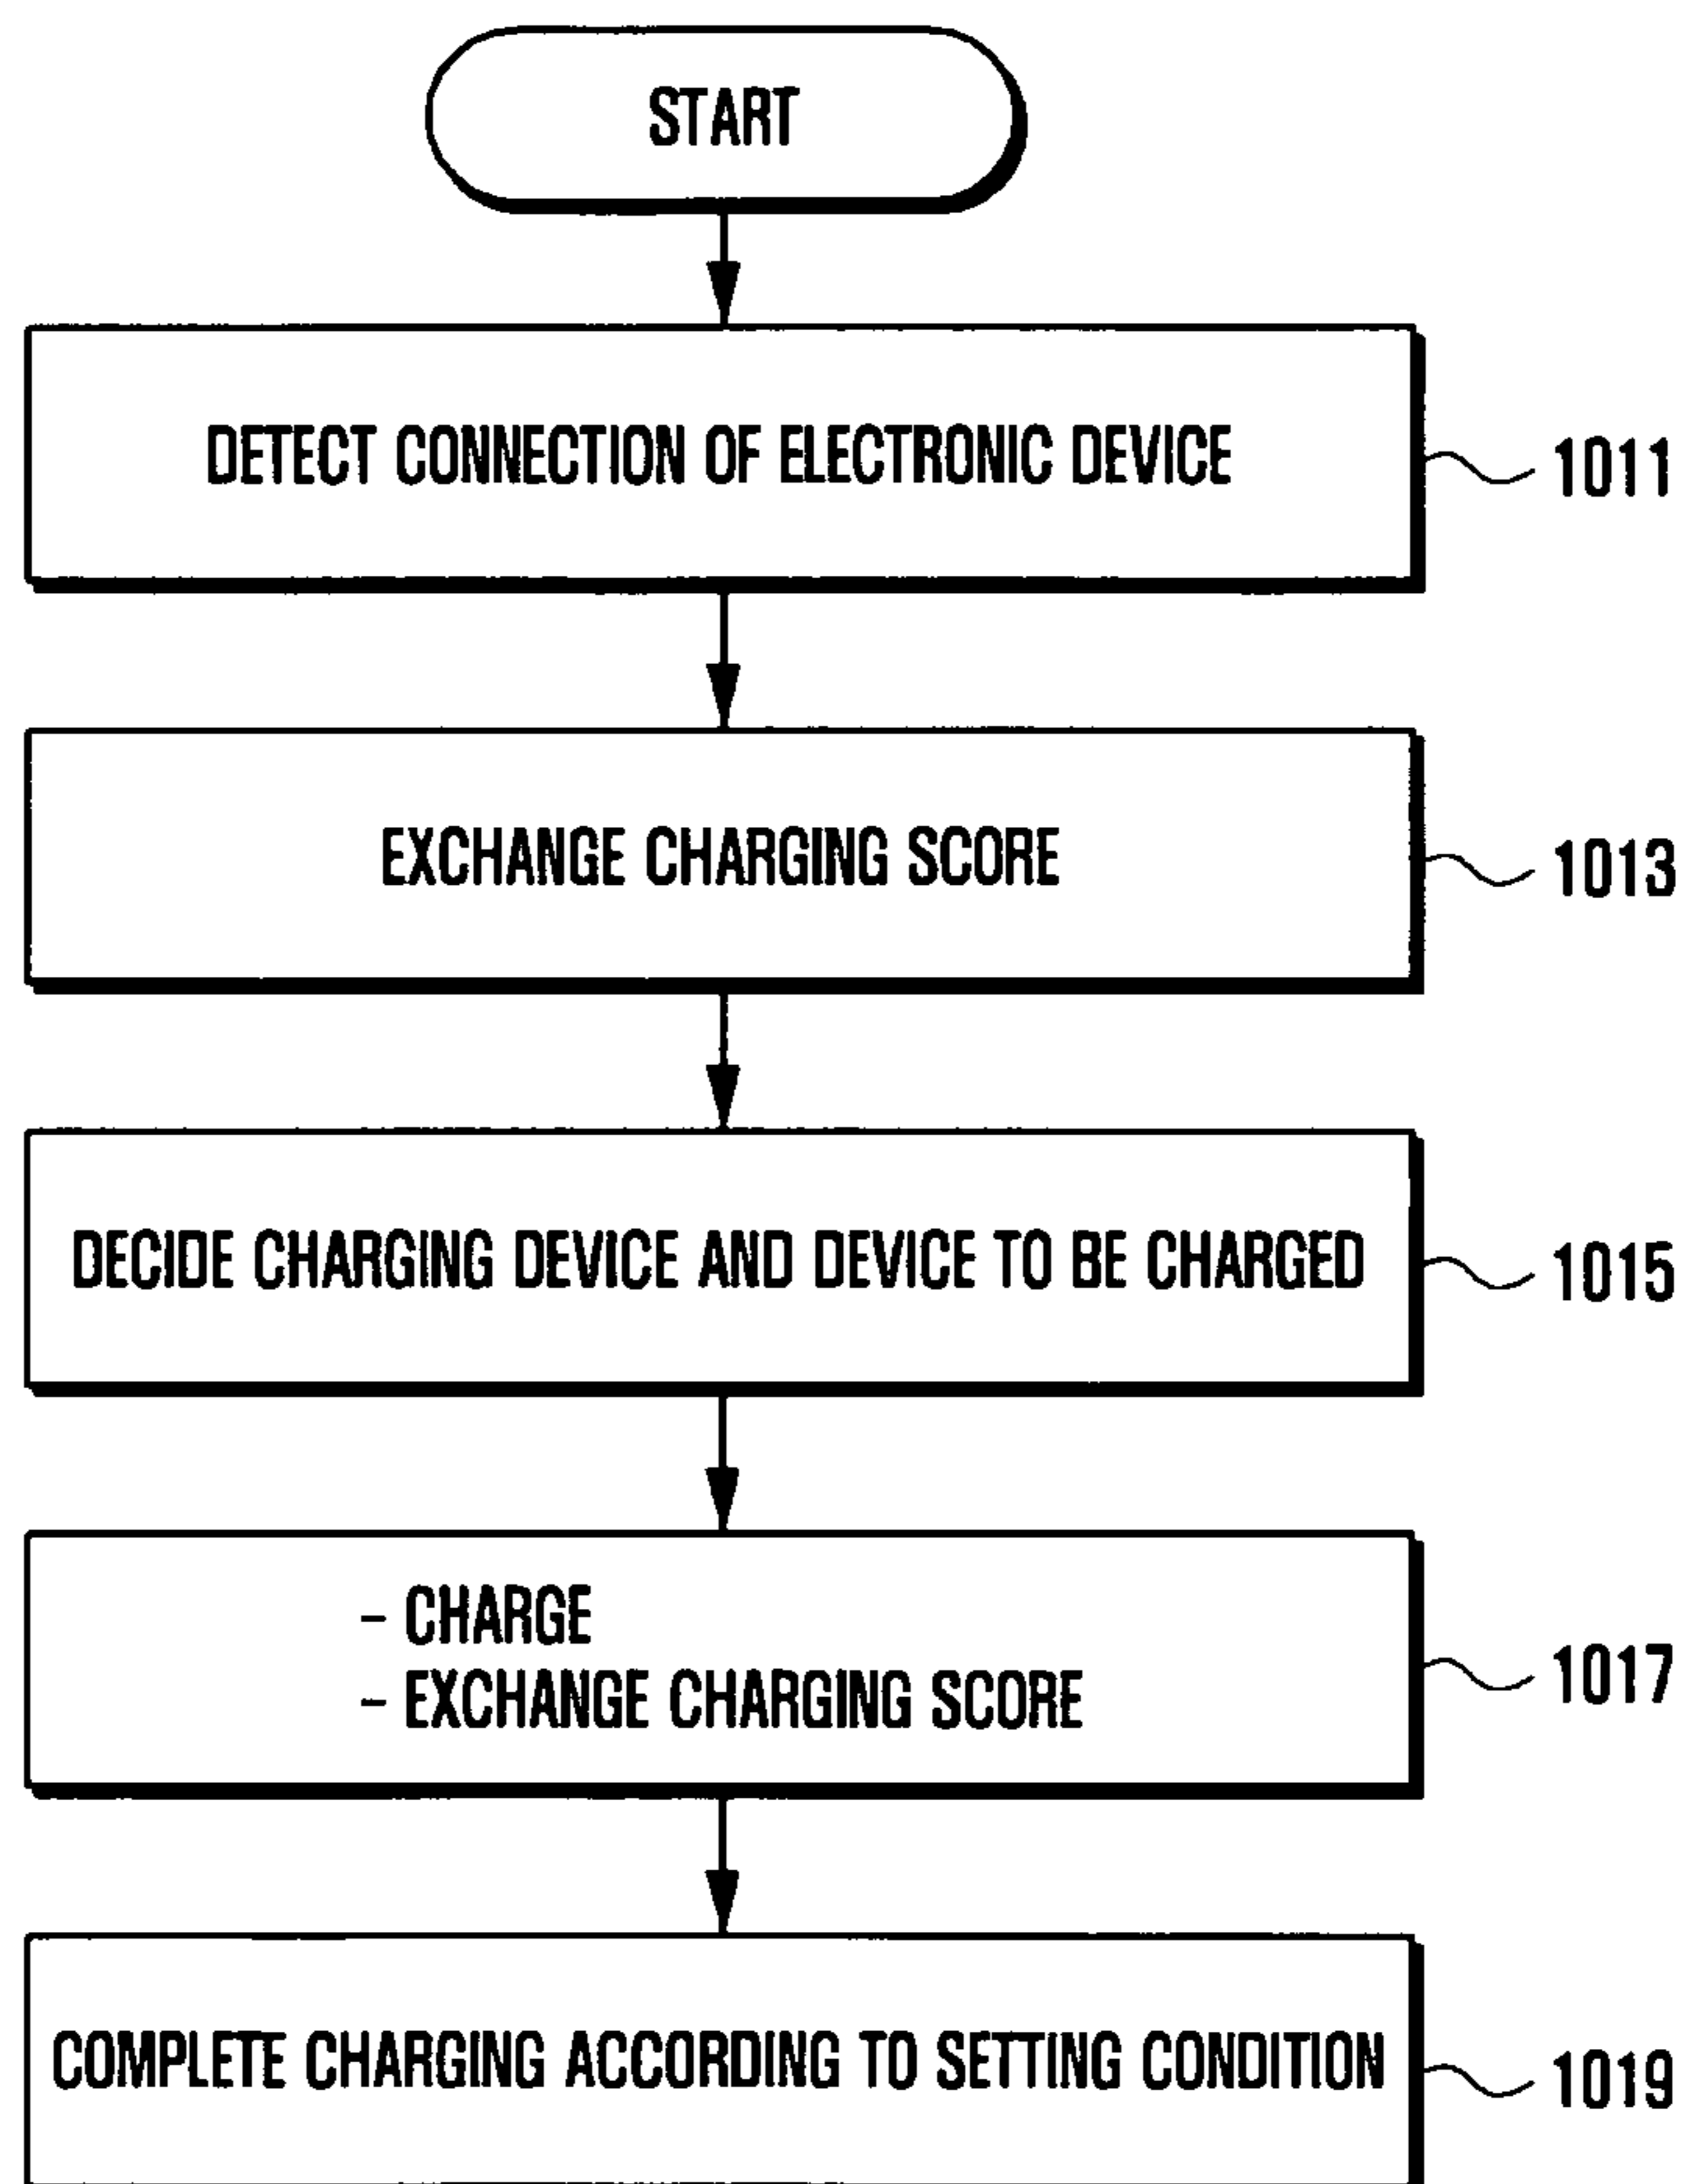 START
DETECT CONNECTION OF ELECTRONIC DEVICE
1011
EXCHANGE CHARGING SCORE
1013
DECIDE CHARGING DEVICE AND DEVICE TO BE CHARGED
1015
- CHARGE
- EXCHANGE CHARGING SCORE
1017
COMPLETE CHARGING ACCORDING TO SETTING CONDITION
1019